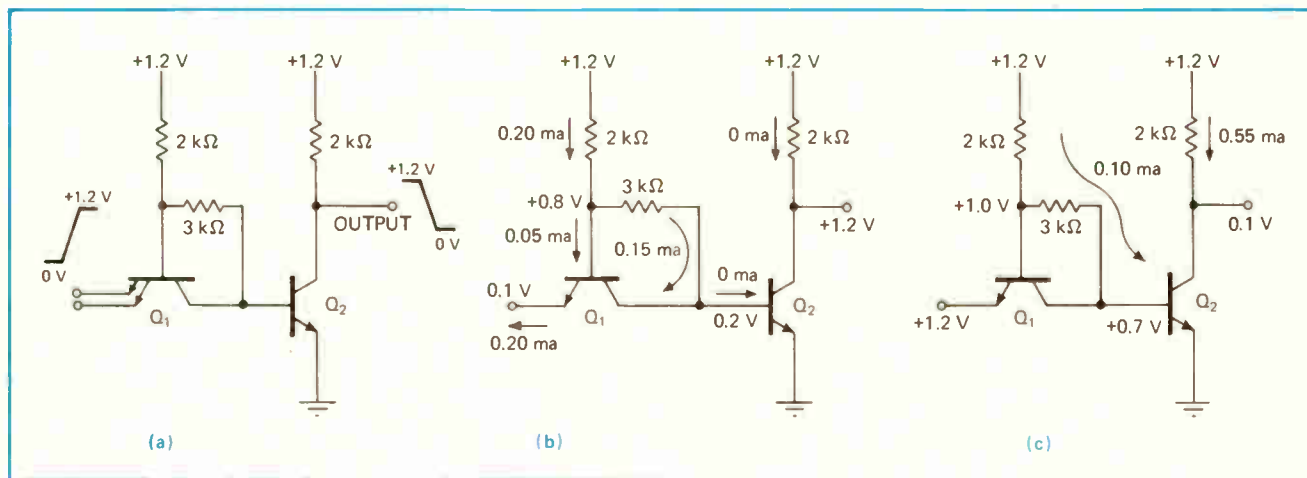 +1.2 V
+1.2 V
2 kΩ
2 kΩ
+1.2 V
+1.2 V
3 kΩ
OUTPUT
0 V
0 V
Q1
Q2
(a)
+1.2 V
+1.2 V
0.20 ma
2 kΩ
0 ma
2 kΩ
3 kΩ
+0.8 V
+1.2 V
0.05 ma
0.15 ma
0 ma
0.1 V
Q1
0.2 V
Q2
0.20 ma
(b)
+1.2 V
+1.2 V
2 kΩ
2 kΩ
0.55 ma
0.10 ma
+1.0 V
3 kΩ
0.1 V
+1.2 V
Q1
+0.7 V
Q2
(c)